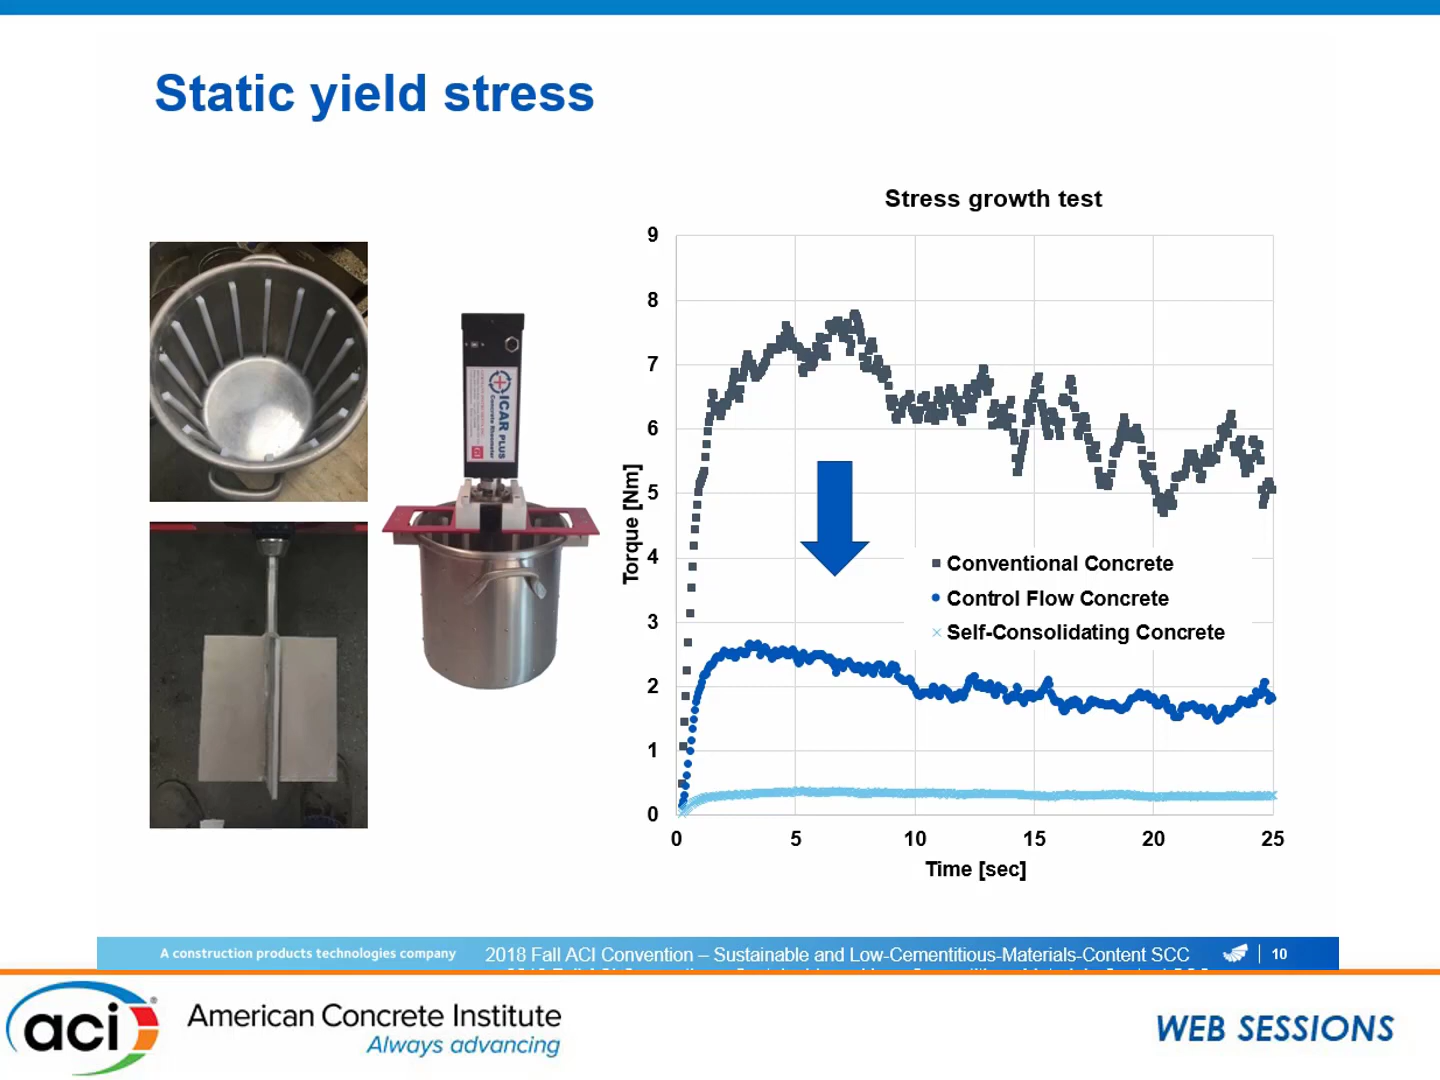 Static yield stress
Stress growth test
9
8
7
6
5
4
3
2
1
0
Torque [Nm]
0 5 10 15 20 25
Time [sec]
Conventional Concrete
Control Flow Concrete
Self-Consolidating Concrete
ICAR PLUS
Concrete Rheometer
A construction products technologies company
2018 Fall ACI Convention – Sustainable and Low-Cementitious-Materials-Content SCC
10
aci
®
American Concrete Institute
Always advancing
WEB SESSIONS